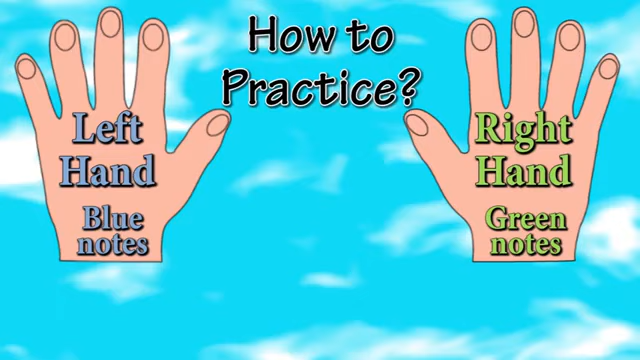 How to
Practice?
Left
Hand
Blue
notes
Right
Hand
Green
notes